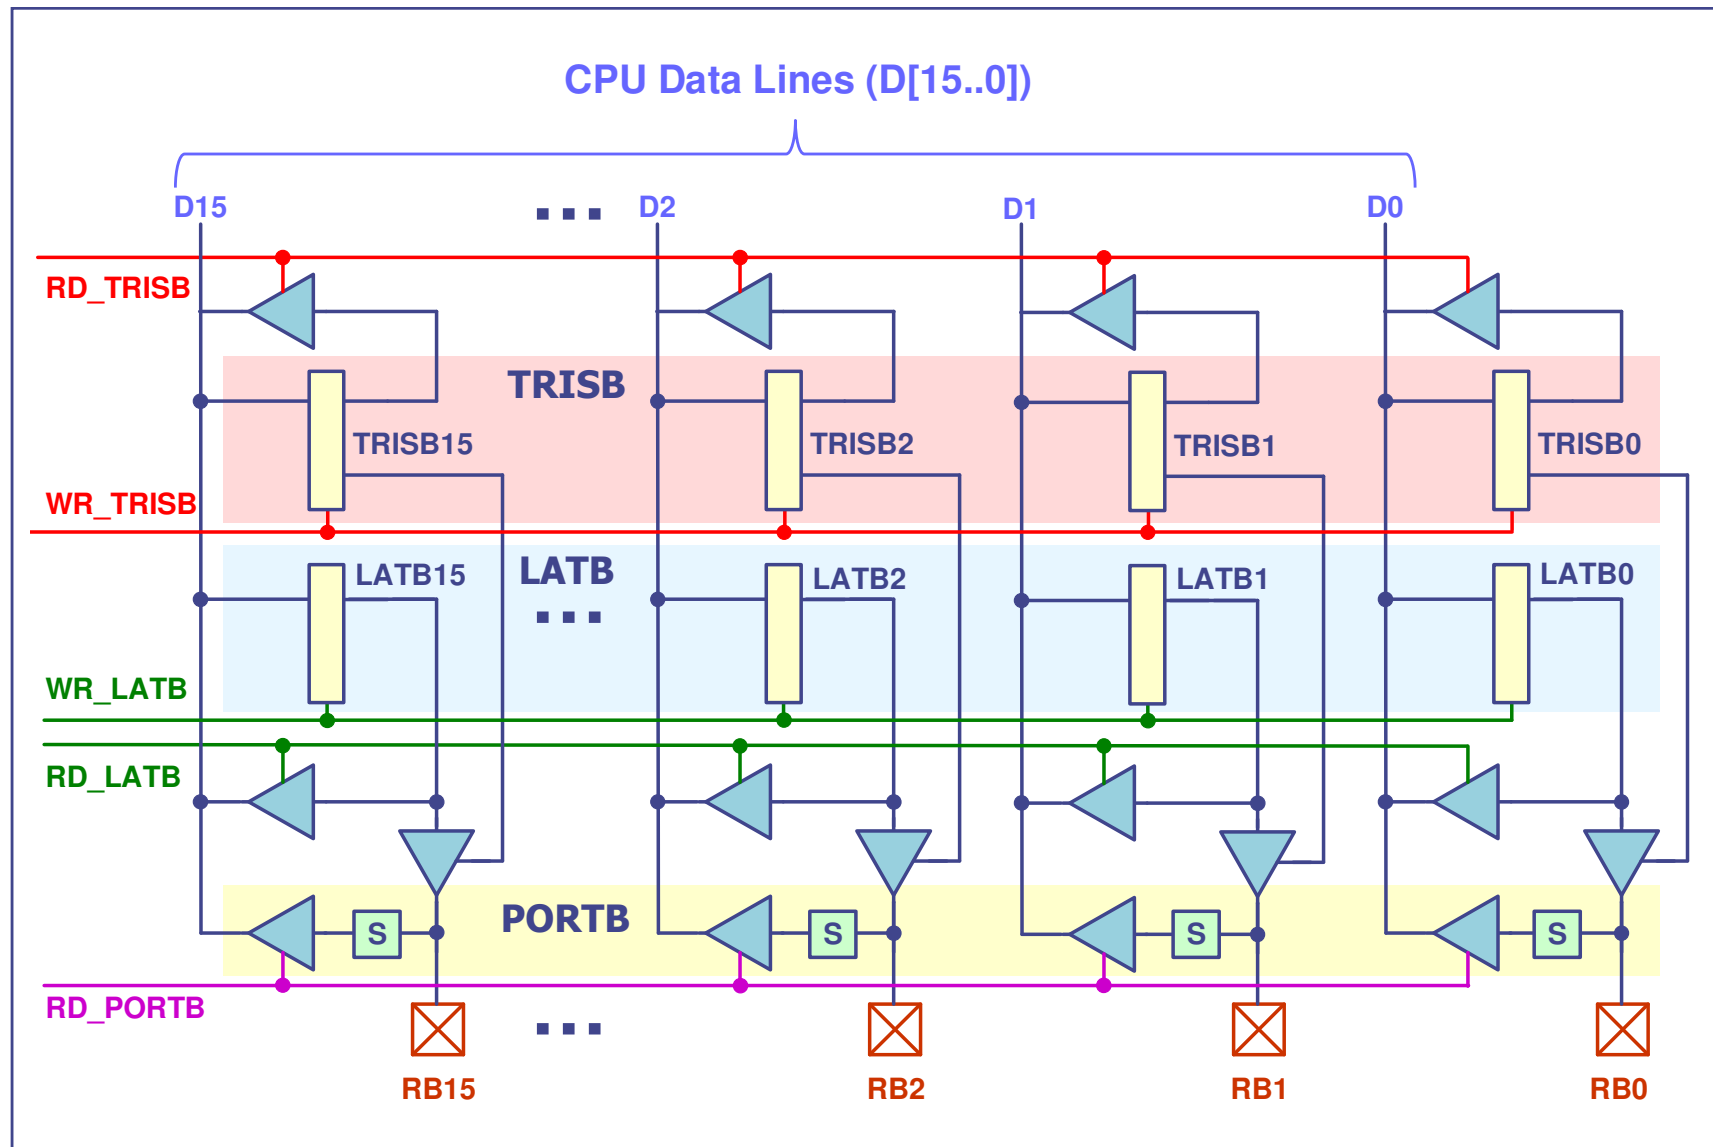 CPU Data Lines (D[15..0])
D15 ... D2 D1 D0
RD_TRISB
TRISB
TRISB15 TRISB2 TRISB1 TRISB0
WR_TRISB
LATB15 LATB LATB2 LATB1 LATB0
...
WR_LATB
RD_LATB
PORTB
S S S S
RD_PORTB
...
RB15 RB2 RB1 RB0